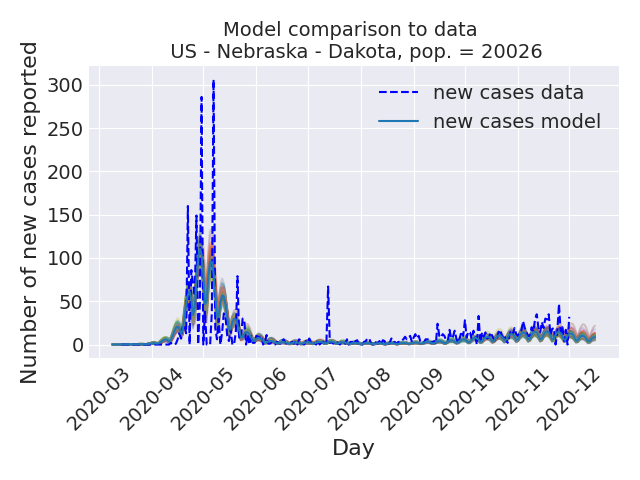 Model comparison to data
US - Nebraska - Dakota, pop. = 20026
Number of new cases reported
300
250
200
150
100
50
0
new cases data
new cases model
2020-03
2020-04
2020-05
2020-06
2020-07
2020-08
2020-09
2020-10
2020-11
2020-12
Day